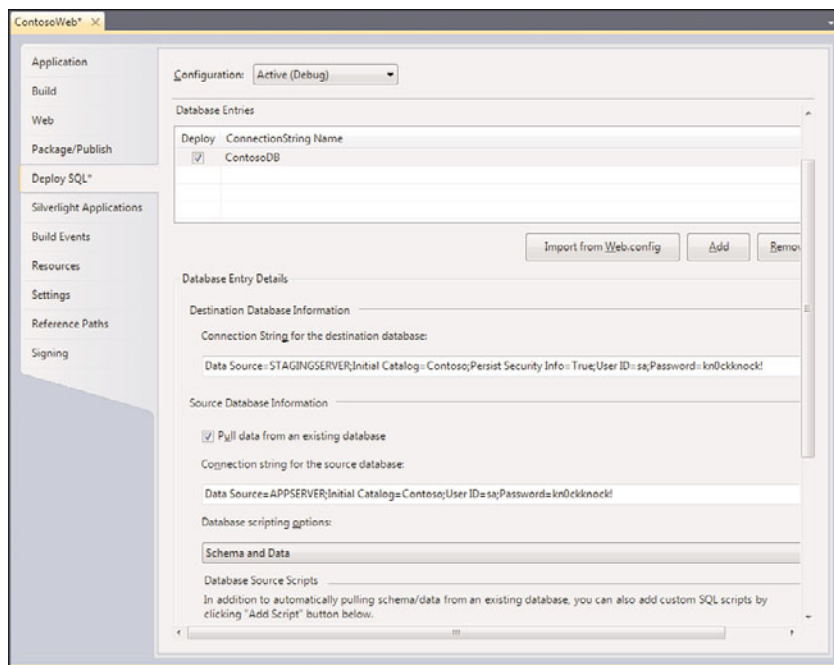 ContosoWeb*
Application
Build
Web
Package/Publish
Deploy SQL*
Silverlight Applications
Build Events
Resources
Settings
Reference Paths
Signing
Configuration: Active (Debug)
Database Entries
Deploy ConnectionString Name
ContosoDB
Import from Web.config Add Remov
Database Entry Details
Destination Database Information
Connection String for the destination database:
Data Source=STAGINGSERVER;Initial Catalog=Contoso;Persist Security Info=True;User ID=sa;Password=kn0ckknock!
Source Database Information
Pull data from an existing database
Connection string for the source database:
Data Source=APPSERVER;Initial Catalog=Contoso;User ID=sa;Password=kn0ckknock!
Database scripting options:
Schema and Data
Database Source Scripts
In addition to automatically pulling schema/data from an existing database, you can also add custom SQL scripts by
clicking "Add Script" button below.